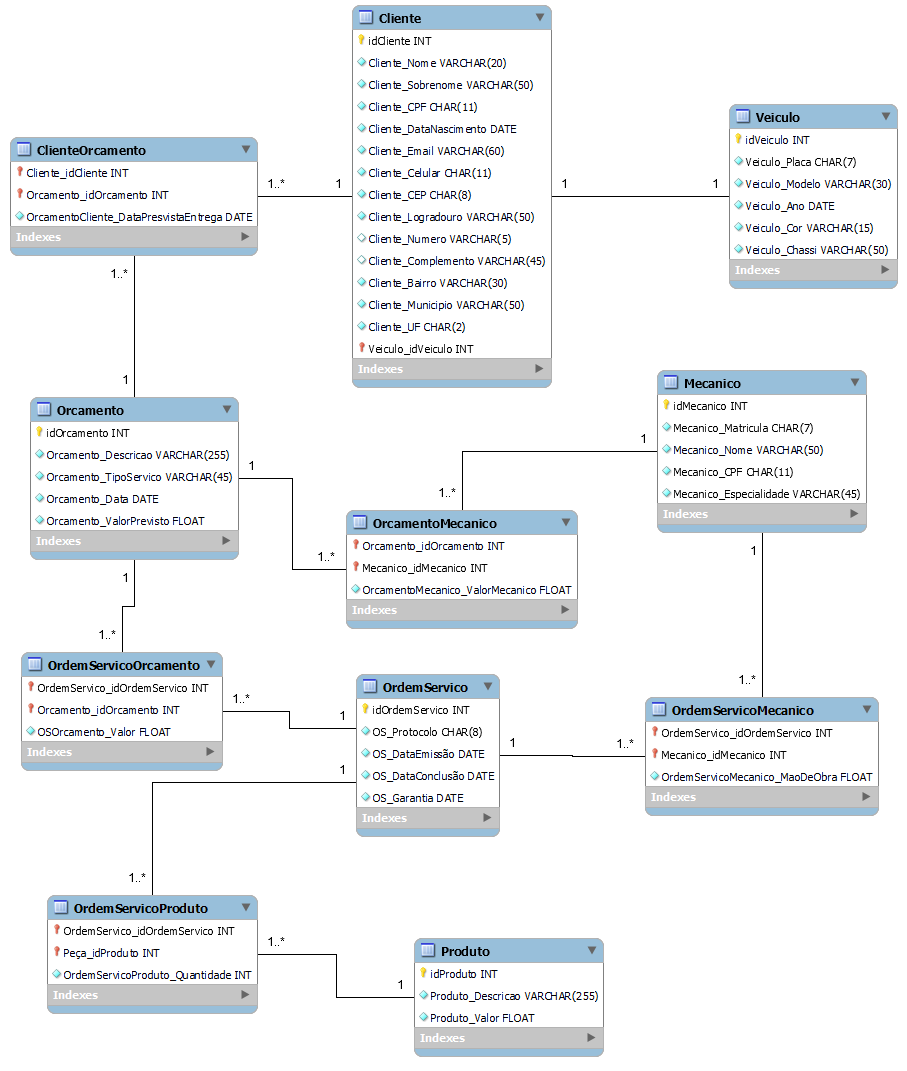 Cliente
idCliente INT
Cliente_Nome VARCHAR(20)
Cliente_Sobrenome VARCHAR(50)
Cliente_CPF CHAR(11)
Cliente_DataNascimento DATE
Cliente_Email VARCHAR(60)
Cliente_Celular CHAR(11)
Cliente_CEP CHAR(8)
Cliente_Logradouro VARCHAR(50)
Cliente_Numero VARCHAR(5)
Cliente_Complemento VARCHAR(45)
Cliente_Bairro VARCHAR(30)
Cliente_Municipio VARCHAR(50)
Cliente_UF CHAR(2)
Veiculo_idVeiculo INT
Indexes
Veiculo
idVeiculo INT
Veiculo_Placa CHAR(7)
Veiculo_Modelo VARCHAR(30)
Veiculo_Ano DATE
Veiculo_Cor VARCHAR(15)
Veiculo_Chassi VARCHAR(50)
Indexes
1
1
ClienteOrcamento
Cliente_idCliente INT
Orcamento_idOrcamento INT
OrcamentoCliente_DataPresvistaEntrega DATE
Indexes
1..*
1
1..*
1
Orcamento
idOrcamento INT
Orcamento_Descricao VARCHAR(255)
Orcamento_TipoServico VARCHAR(45)
Orcamento_Data DATE
Orcamento_ValorPrevisto FLOAT
Indexes
Mecanico
idMecanico INT
Mecanico_Matricula CHAR(7)
Mecanico_Nome VARCHAR(50)
Mecanico_CPF CHAR(11)
Mecanico_Especialidade VARCHAR(45)
Indexes
1
1..*
1
1..*
OrcamentoMecanico
Orcamento_idOrcamento INT
Mecanico_idMecanico INT
OrcamentoMecanico_ValorMecanico FLOAT
Indexes
1
1..*
1
1..*
OrdemServicoOrcamento
OrdemServico_idOrdemServico INT
Orcamento_idOrcamento INT
OSOrcamento_Valor FLOAT
Indexes
1..*
1
OrdemServico
idOrdemServico INT
OS_Protocolo CHAR(8)
OS_DataEmissão DATE
OS_DataConclusão DATE
OS_Garantia DATE
Indexes
1
1..*
OrdemServicoMecanico
OrdemServico_idOrdemServico INT
Mecanico_idMecanico INT
OrdemServicoMecanico_MaoDeObra FLOAT
Indexes
1
1..*
OrdemServicoProduto
OrdemServico_idOrdemServico INT
Peça_idProduto INT
OrdemServicoProduto_Quantidade INT
Indexes
1..*
1
Produto
idProduto INT
Produto_Descricao VARCHAR(255)
Produto_Valor FLOAT
Indexes